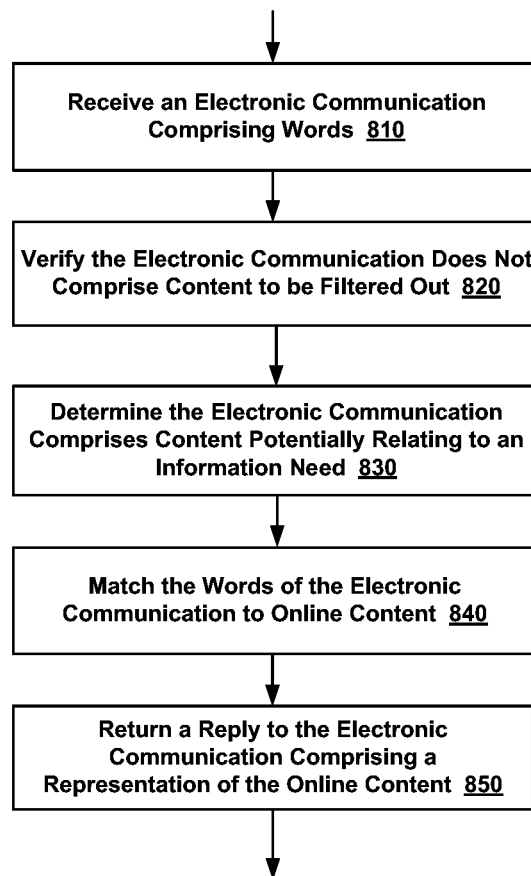 Receive an Electronic Communication
Comprising Words 810
Verify the Electronic Communication Does Not
Comprise Content to be Filtered Out 820
Determine the Electronic Communication
Comprises Content Potentially Relating to an
Information Need 830
Match the Words of the Electronic
Communication to Online Content 840
Return a Reply to the Electronic
Communication Comprising a
Representation of the Online Content 850